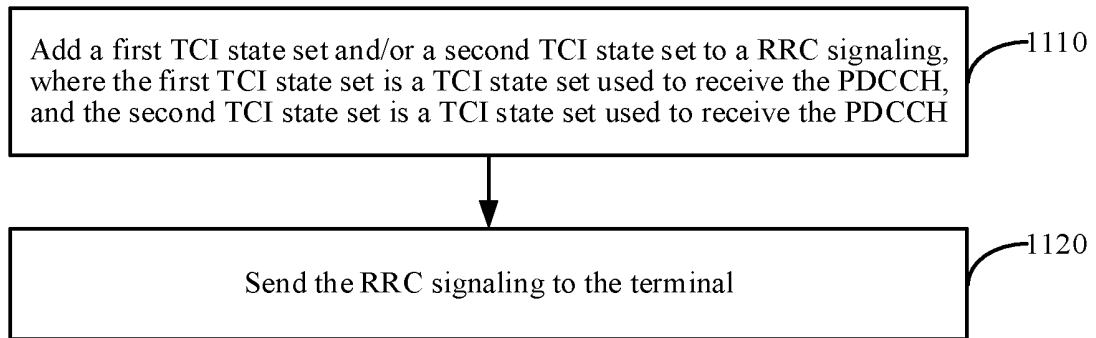 Add a first TCI state set and/or a second TCI state set to a RRC signaling,
where the first TCI state set is a TCI state set used to receive the PDCCH,
and the second TCI state set is a TCI state set used to receive the PDCCH
1110
Send the RRC signaling to the terminal
1120